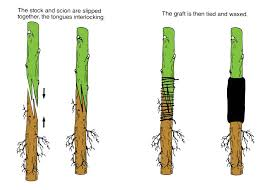 The stock and scion are slipped
together, the tongues interlocking
The graft is then tied and waxed.